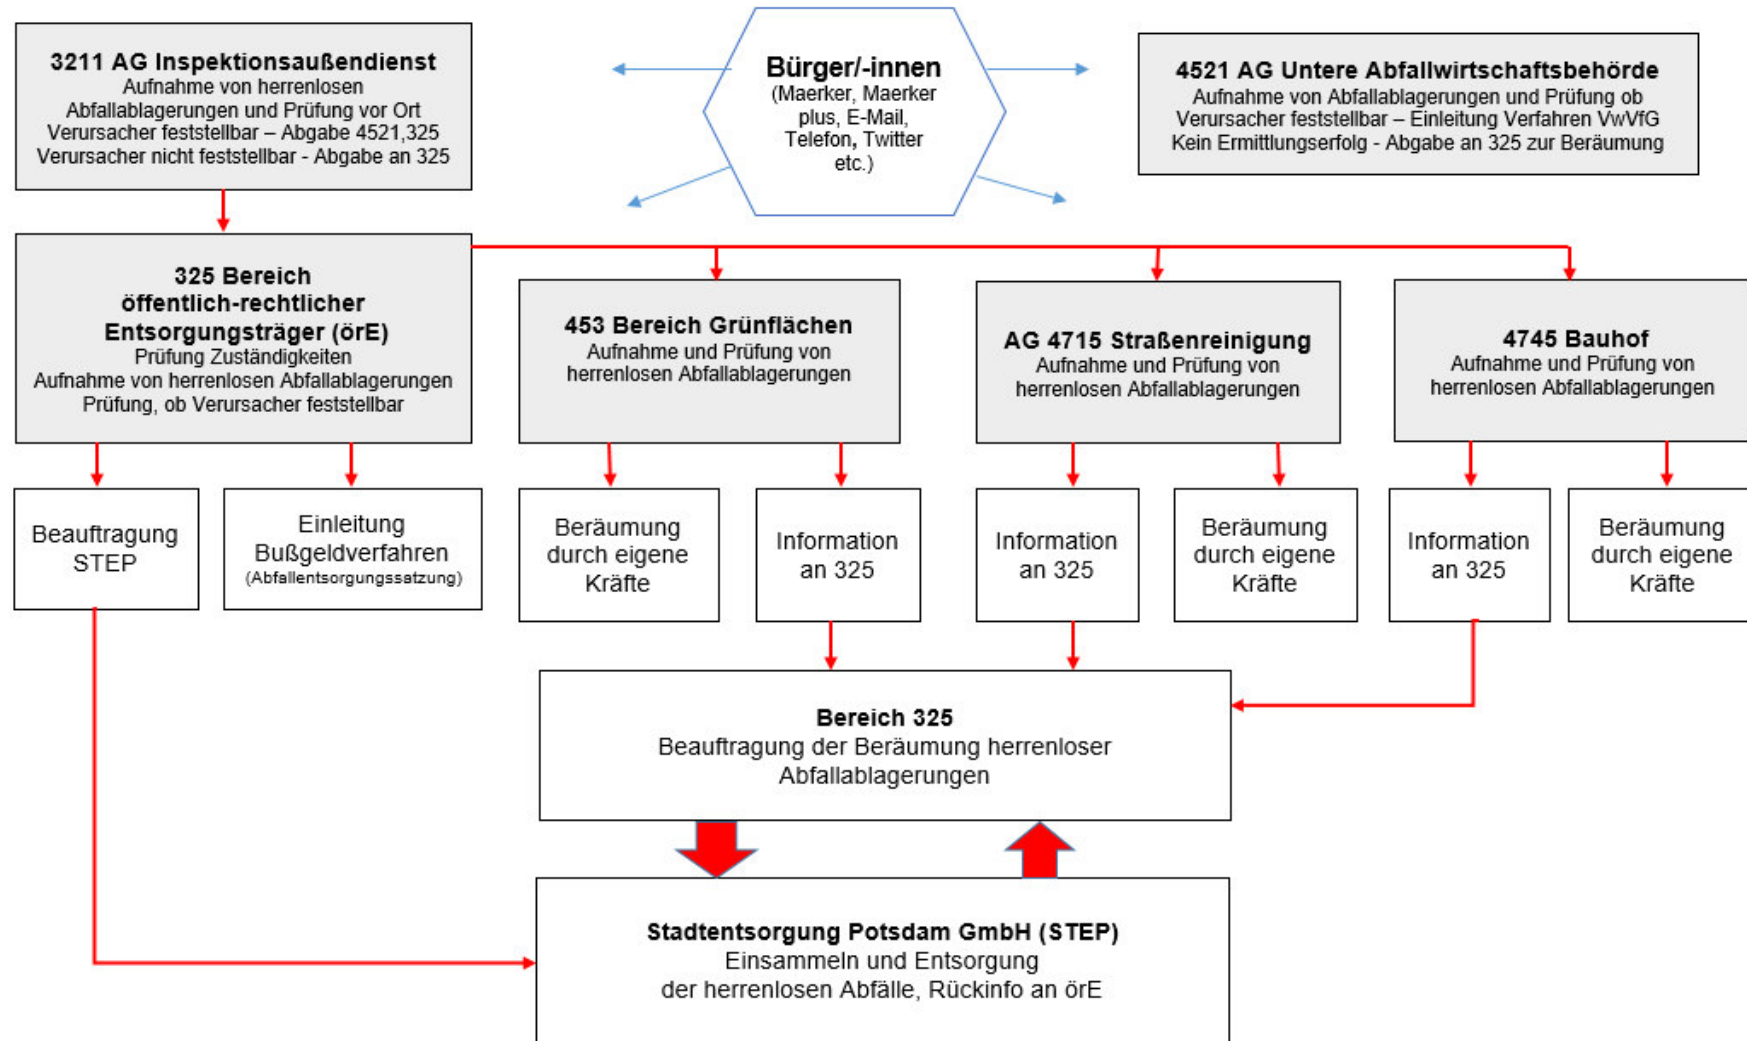 3211 AG Inspektionsaußendienst
Aufnahme von herrenlosen
Abfallablagerungen und Prüfung vor Ort
Verursacher feststellbar – Abgabe 4521,325
Verursacher nicht feststellbar - Abgabe an 325
Bürger/-innen
(Maerker, Maerker
plus, E-Mail,
Telefon, Twitter
etc.)
4521 AG Untere Abfallwirtschaftsbehörde
Aufnahme von Abfallablagerungen und Prüfung ob
Verursacher feststellbar – Einleitung Verfahren VwVfG
Kein Ermittlungserfolg - Abgabe an 325 zur Beräumung
325 Bereich
öffentlich-rechtlicher
Entsorgungsträger (örE)
Prüfung Zuständigkeiten
Aufnahme von herrenlosen Abfallablagerungen
Prüfung, ob Verursacher feststellbar
453 Bereich Grünflächen
Aufnahme und Prüfung von
herrenlosen Abfallablagerungen
AG 4715 Straßenreinigung
Aufnahme und Prüfung von
herrenlosen Abfallablagerungen
4745 Bauhof
Aufnahme und Prüfung von
herrenlosen Abfallablagerungen
Beauftragung
STEP
Einleitung
Bußgeldverfahren
(Abfallentsorgungssatzung)
Beräumung
durch eigene
Kräfte
Information
an 325
Information
an 325
Beräumung
durch eigene
Kräfte
Information
an 325
Beräumung
durch eigene
Kräfte
Bereich 325
Beauftragung der Beräumung herrenloser
Abfallablagerungen
Stadtentsorgung Potsdam GmbH (STEP)
Einsammeln und Entsorgung
der herrenlosen Abfälle, Rückinfo an örE